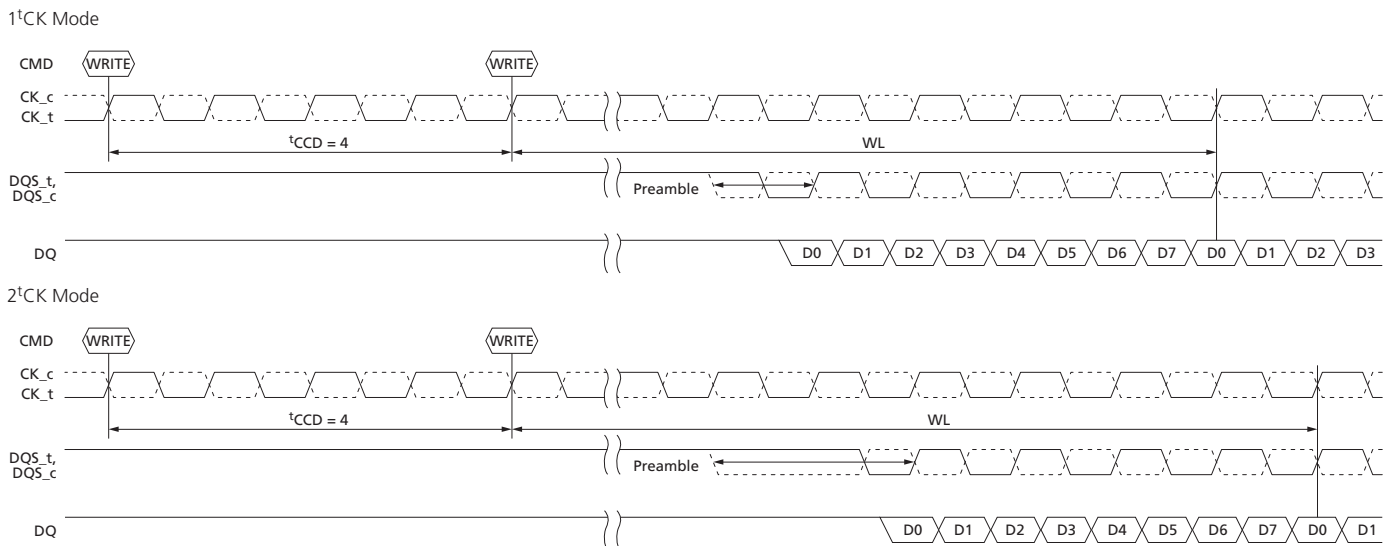 1tCK Mode
CMD WRITE WRITE
CK_c
CK_t
tCCD = 4 WL
DQS_t,
DQS_c
Preamble
DQ D0 D1 D2 D3 D4 D5 D6 D7 D0 D1 D2 D3
2tCK Mode
CMD WRITE WRITE
CK_c
CK_t
tCCD = 4 WL
DQS_t,
DQS_c
Preamble
DQ D0 D1 D2 D3 D4 D5 D6 D7 D0 D1